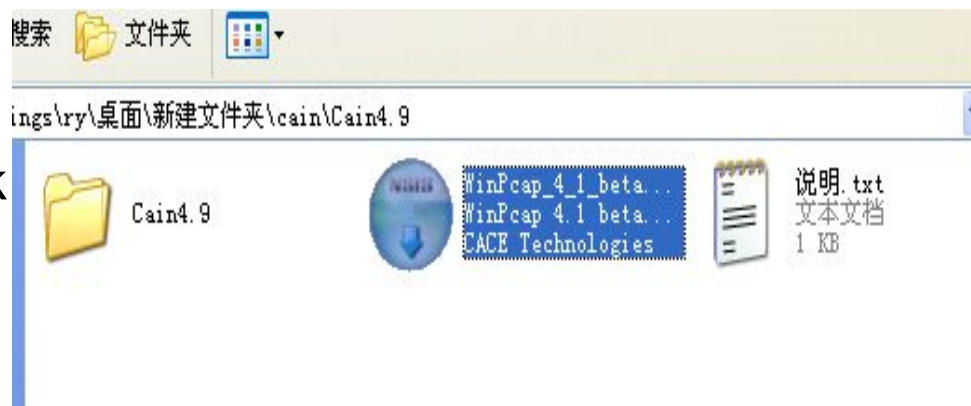 搜索 文件夹
ings\ry\桌面\新建文件夹\cain\Cain4.9
Cain4.9
NSIS
WinPcap_4_1_beta...
WinPcap 4.1 beta...
CACE Technologies
说明.txt
文本文档
1 KB